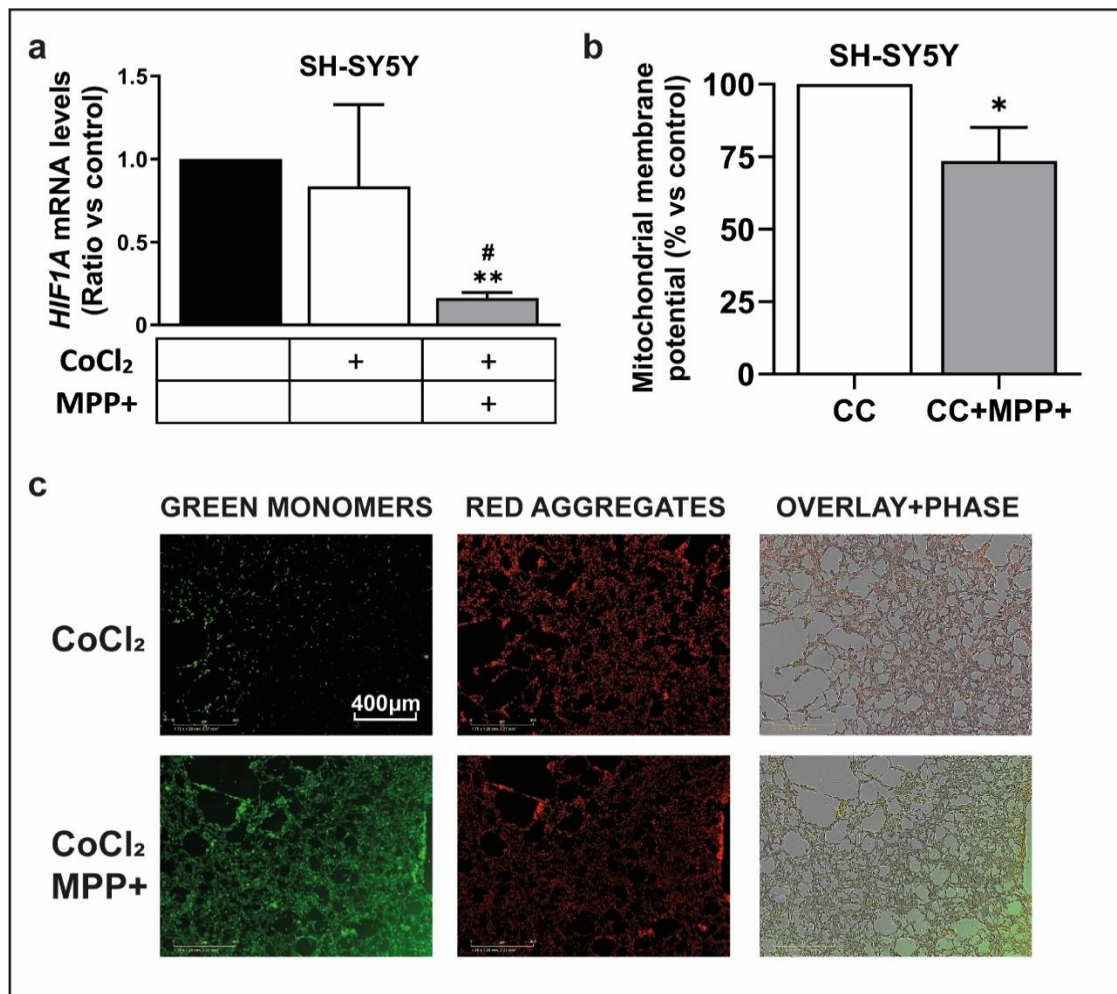 a
SH-SY5Y
HIF1A mRNA levels
(Ratio vs control)
1.5
1.0
0.5
0
#
**
CoCl₂ + +
MPP+ +
b
SH-SY5Y
Mitochondrial membrane
potential (% vs control)
100
75
50
25
0
*
CC CC+MPP+
c
GREEN MONOMERS RED AGGREGATES OVERLAY+PHASE
CoCl₂
400µm
CoCl₂
MPP+